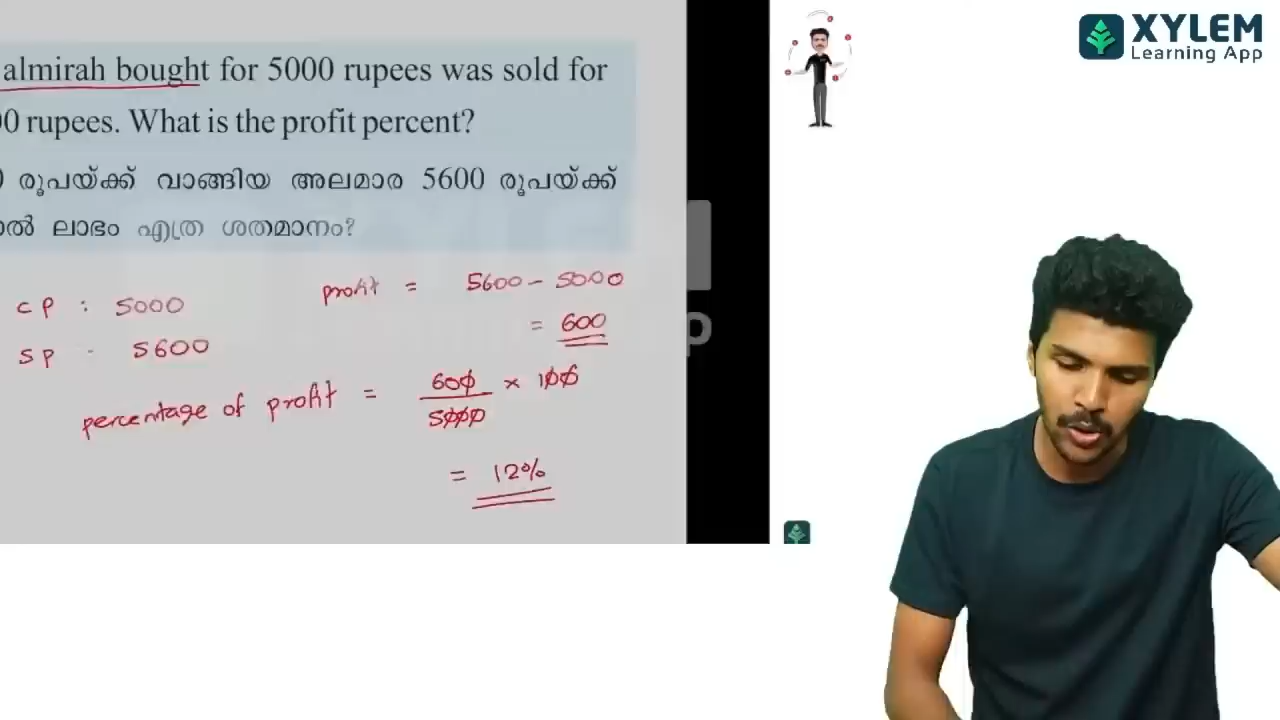 almirah bought for 5000 rupees was sold for
00 rupees. What is the profit percent?
രൂപയ്ക്ക് വാങ്ങിയ അലമാര 5600 രൂപയ്ക്ക്
ാൽ ലാഭം എത്ര ശതമാനം?
CP : 5000
SP - 5600
profit = 5600 - 5000
= 600
percentage of profit = 600/5000 × 100
= 12%
XYLEM
Learning App